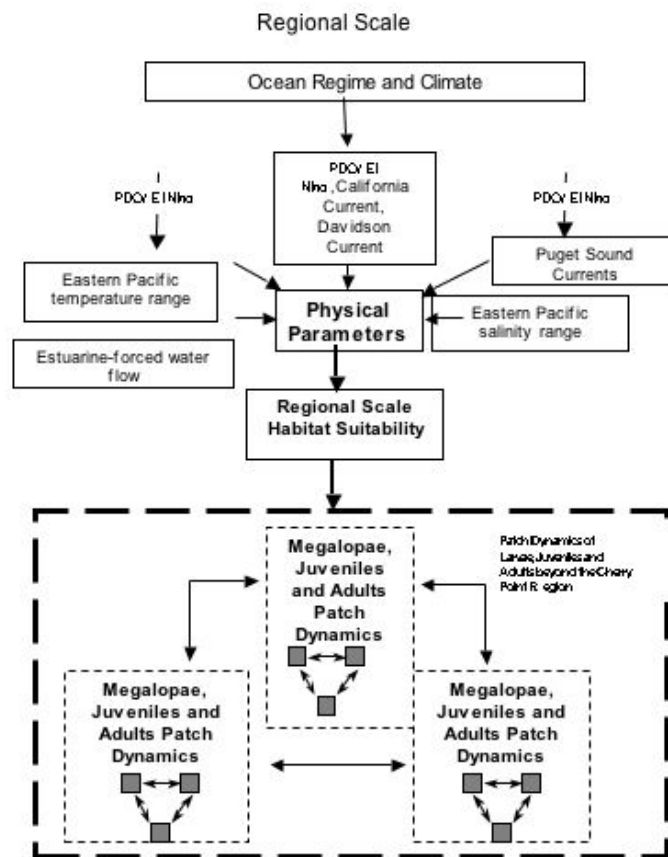 Regional Scale
Ocean Regime and Climate
PDO/ El
Nino, California
Current,
Davidson
Current
PDO/ El Nino
PDO/ El Nino
Eastern Pacific
temperature range
Puget Sound
Currents
Physical
Parameters
Eastern Pacific
salinity range
Estuarine-forced water
flow
Regional Scale
Habitat Suitability
Patch Dynamics of
Larvae, Juveniles and
Adults beyond the Cherry
Point Region
Megalopae,
Juveniles
and Adults
Patch
Dynamics
Megalopae,
Juveniles and
Adults Patch
Dynamics
Megalopae,
Juveniles and
Adults Patch
Dynamics